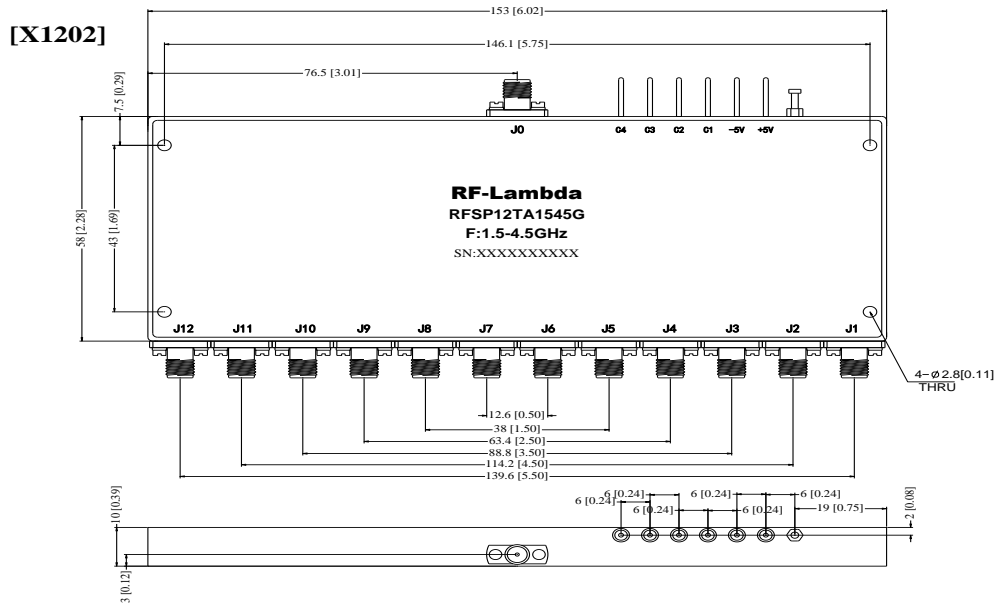 153 [6.02]
[X1202]
146.1 [5.75]
76.5 [3.01]
7.5 [0.29]
J0
C4 C3 C2 C1 -5V +5V
58 [2.28]
43 [1.69]
RF-Lambda
RFSP12TA1545G
F:1.5-4.5GHz
SN:XXXXXXXXXX
J12 J11 J10 J9 J8 J7 J6 J5 J4 J3 J2 J1
4-Ø2.8[0.11]
THRU
12.6 [0.50]
38 [1.50]
63.4 [2.50]
88.8 [3.50]
114.2 [4.50]
139.6 [5.50]
10 [0.39]
6 [0.24] 6 [0.24] 6 [0.24] 6 [0.24]
6 [0.24] 6 [0.24]
19 [0.75]
2 [0.08]
3 [0.12]